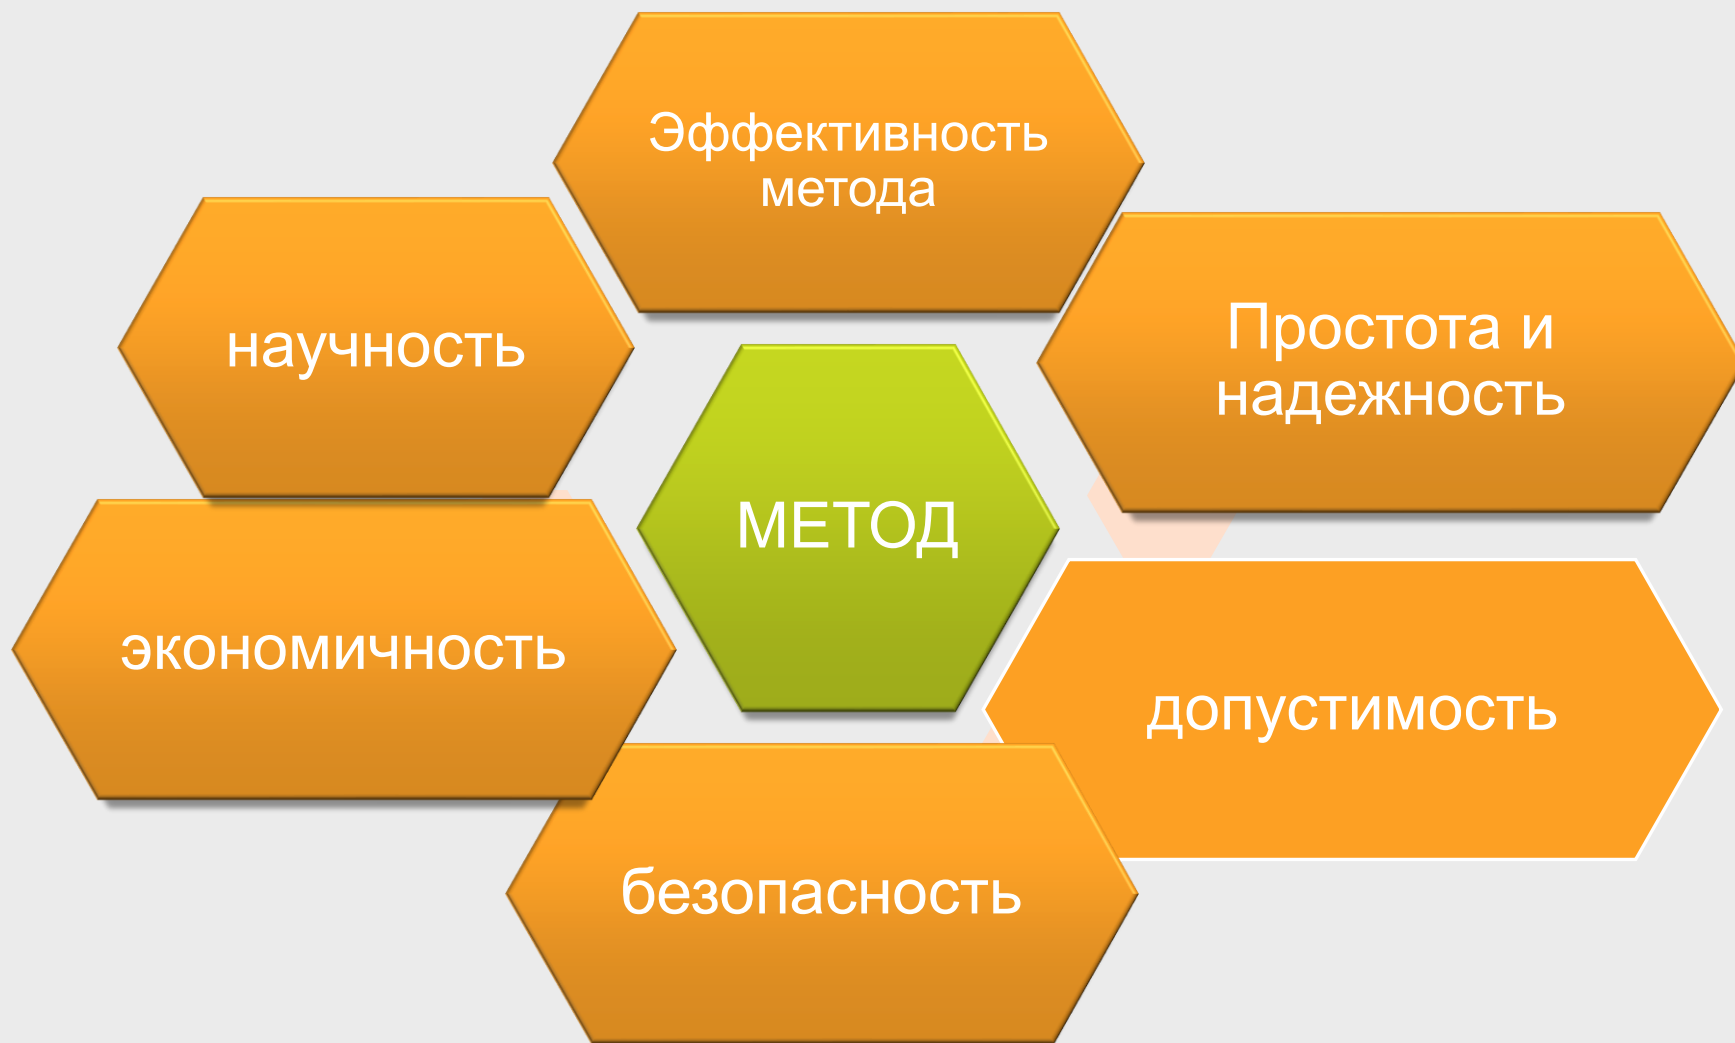 Эффективность
метода
научность
Простота и
надежность
МЕТОД
экономичность
допустимость
безопасность